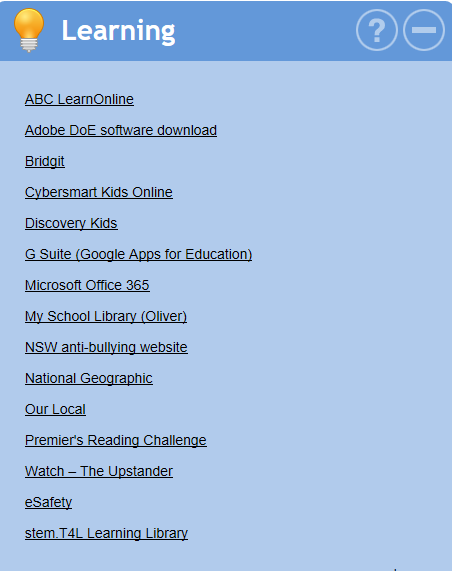 Learning
?
ABC LearnOnline
Adobe DoE software download
Bridgit
Cybersmart Kids Online
Discovery Kids
G Suite (Google Apps for Education)
Microsoft Office 365
My School Library (Oliver)
NSW anti-bullying website
National Geographic
Our Local
Premier's Reading Challenge
Watch – The Upstander
eSafety
stem.T4L Learning Library